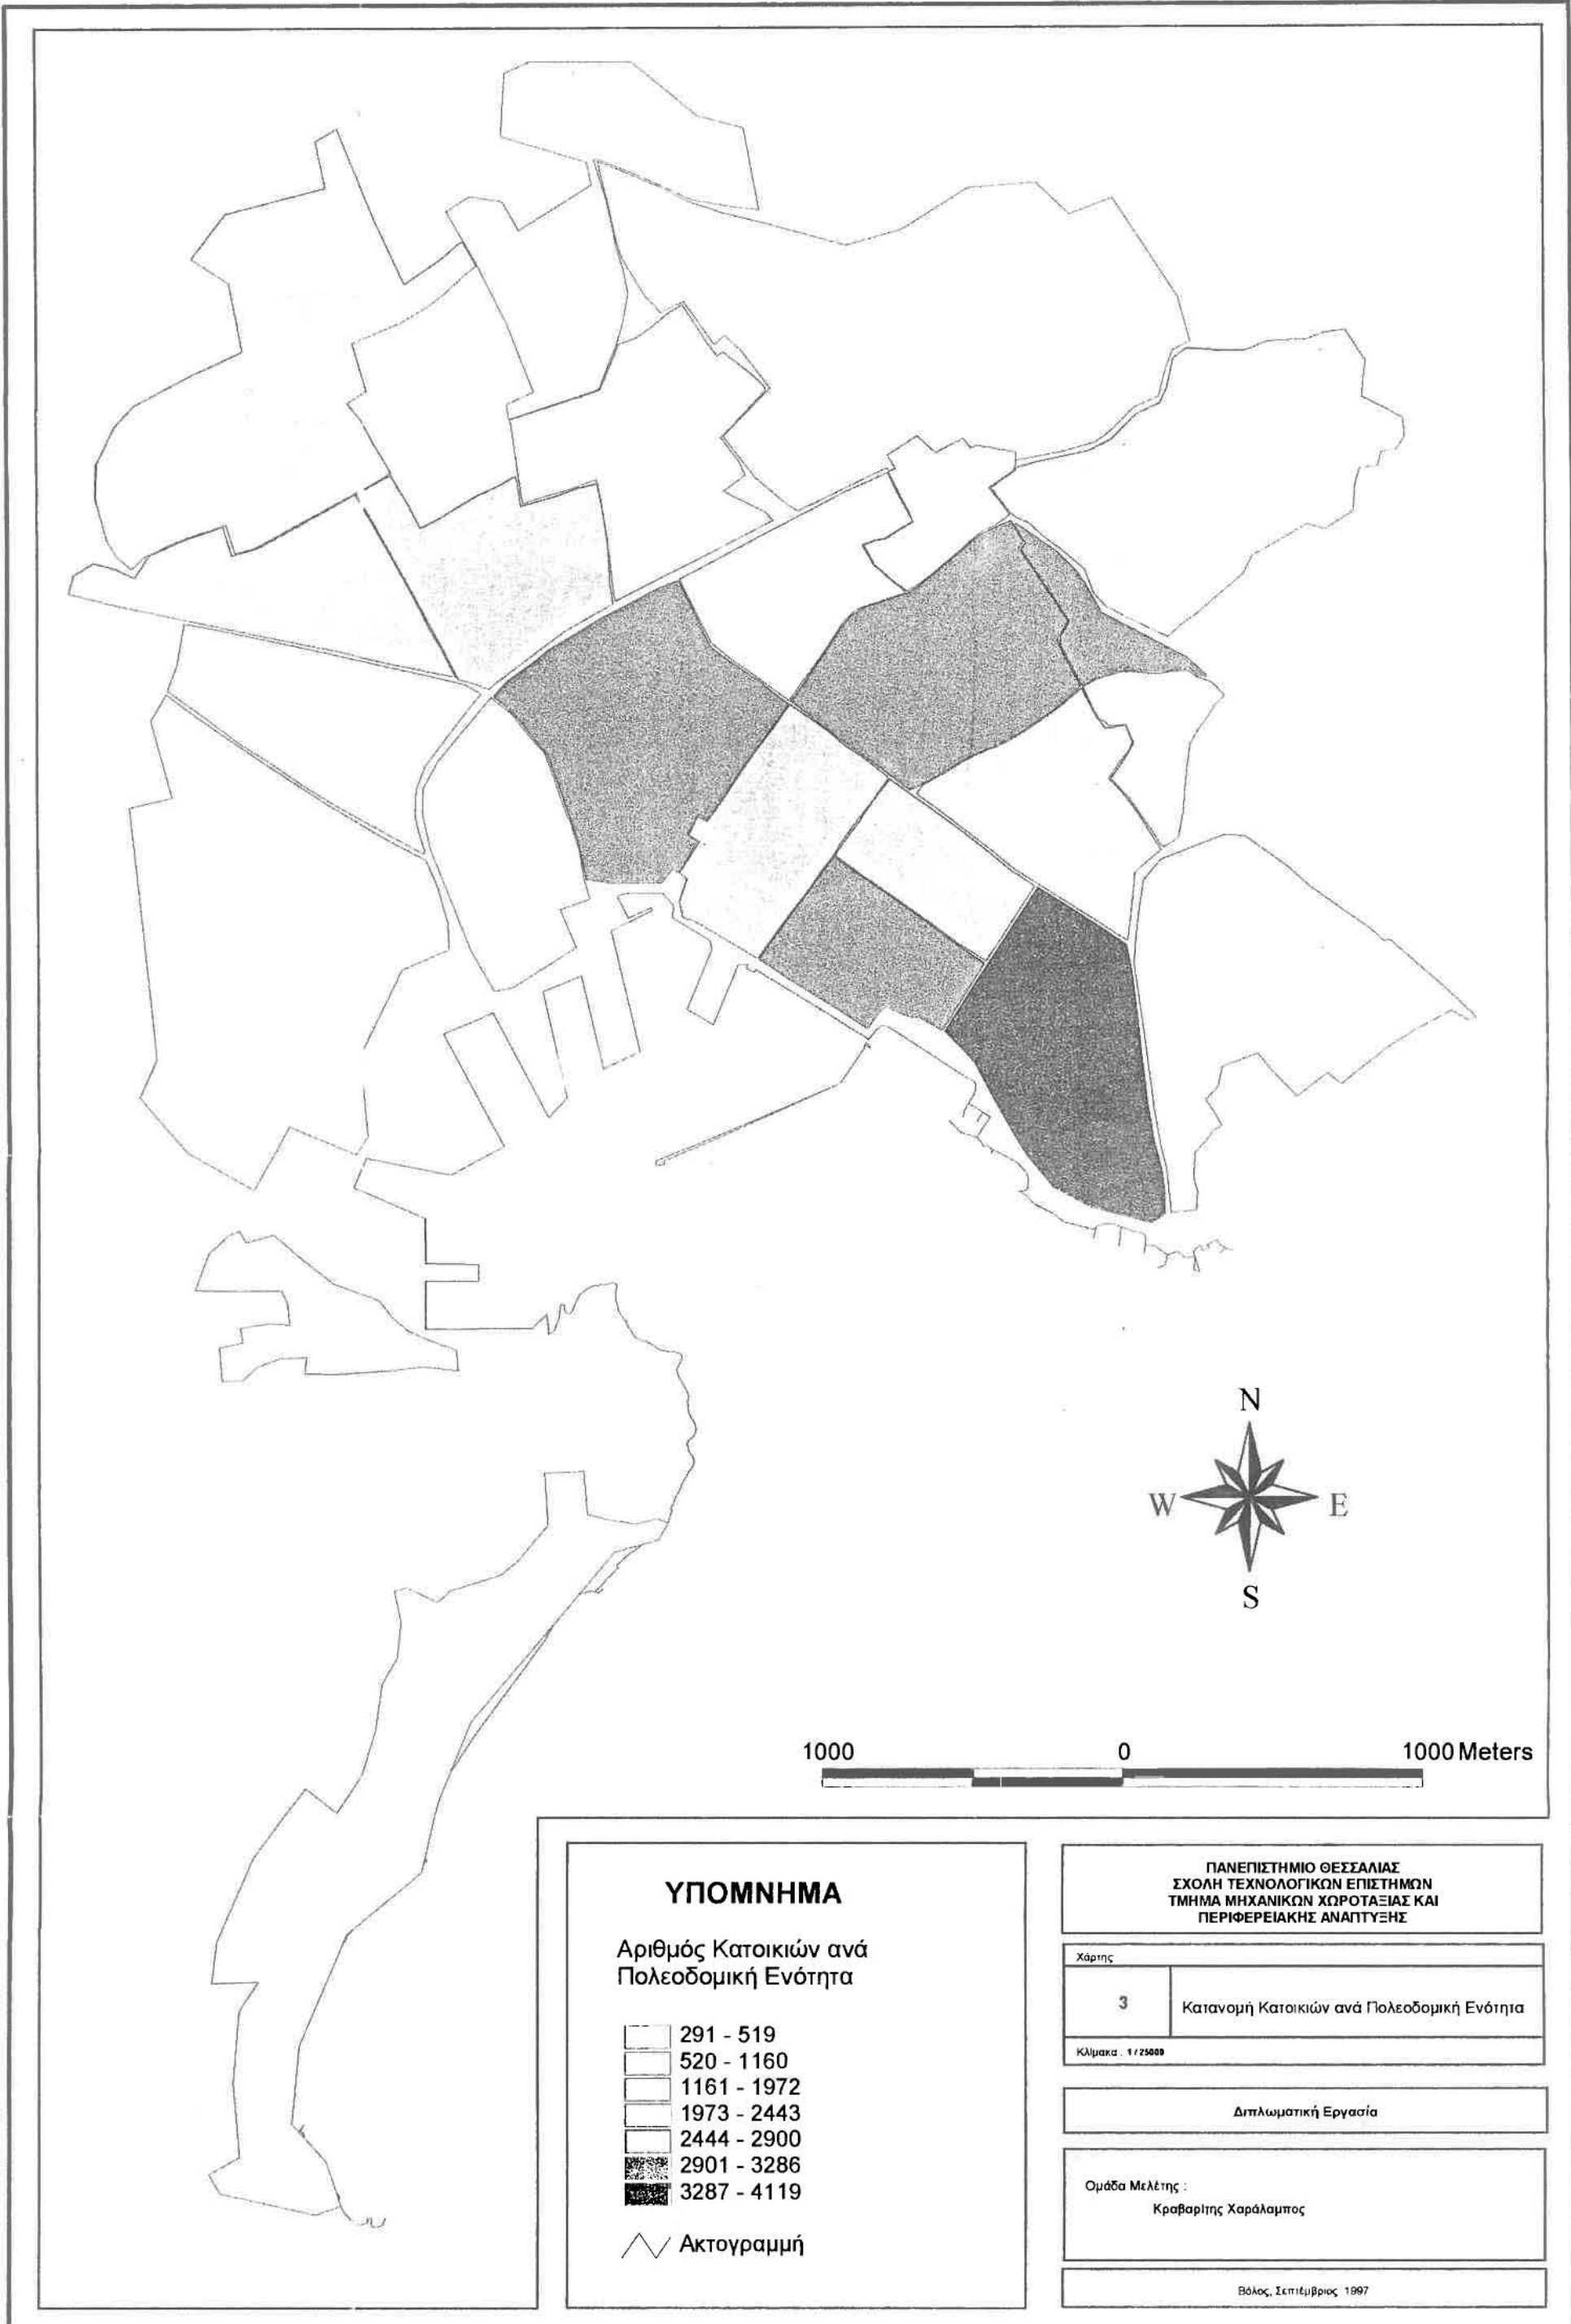 N
W E
S
1000 0 1000 Meters
ΥΠΟΜΝΗΜΑ
Αριθμός Κατοικιών ανά
Πολεοδομική Ενότητα
291 - 519
520 - 1160
1161 - 1972
1973 - 2443
2444 - 2900
2901 - 3286
3287 - 4119
Ακτογραμμή
ΠΑΝΕΠΙΣΤΗΜΙΟ ΘΕΣΣΑΛΙΑΣ
ΣΧΟΛΗ ΤΕΧΝΟΛΟΓΙΚΩΝ ΕΠΙΣΤΗΜΩΝ
ΤΜΗΜΑ ΜΗΧΑΝΙΚΩΝ ΧΩΡΟΤΑΞΙΑΣ ΚΑΙ
ΠΕΡΙΦΕΡΕΙΑΚΗΣ ΑΝΑΠΤΥΞΗΣ
Χάρτης
3
Κατανομή Κατοικιών ανά Πολεοδομική Ενότητα
Κλίμακα : 1 / 25000
Διπλωματική Εργασία
Ομάδα Μελέτης :
Κραβαρίτης Χαράλαμπος
Βόλος, Σεπτέμβριος 1997